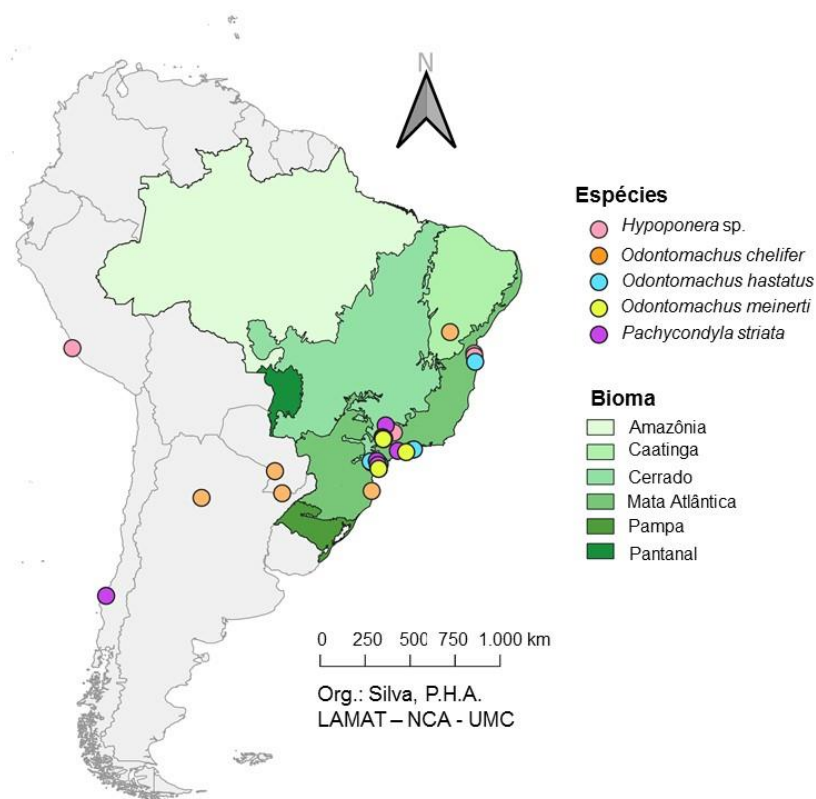 N
Espécies
Hypoponera sp.
Odontomachus chelifer
Odontomachus hastatus
Odontomachus meinerti
Pachycondyla striata
Bioma
Amazônia
Caatinga
Cerrado
Mata Atlântica
Pampa
Pantanal
0 250 500 750 1.000 km
Org.: Silva, P.H.A.
LAMAT – NCA - UMC